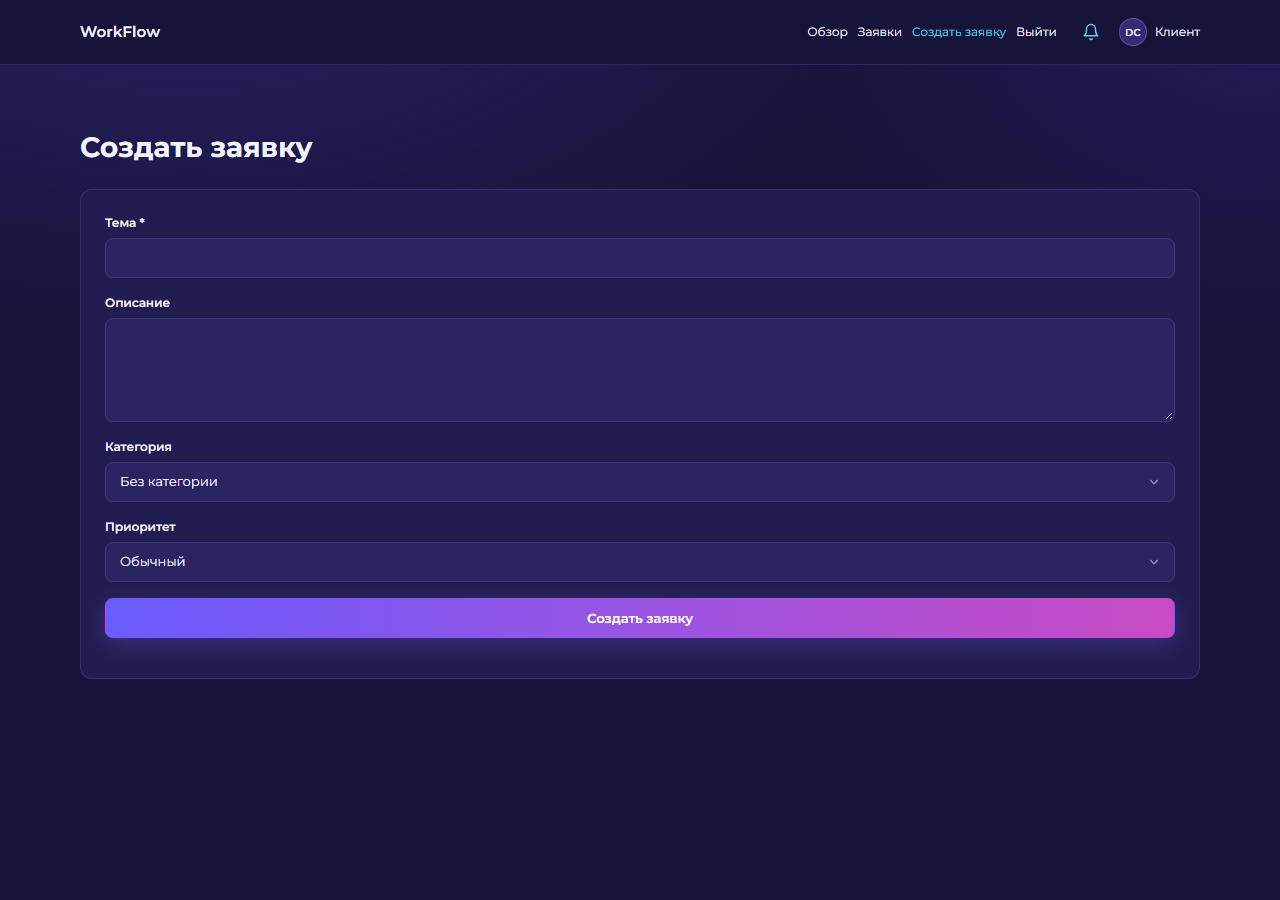 WorkFlow
Обзор Заявки Создать заявку Выйти DC Клиент
Создать заявку
Тема *
Описание
Категория
Без категории
Приоритет
Обычный
Создать заявку